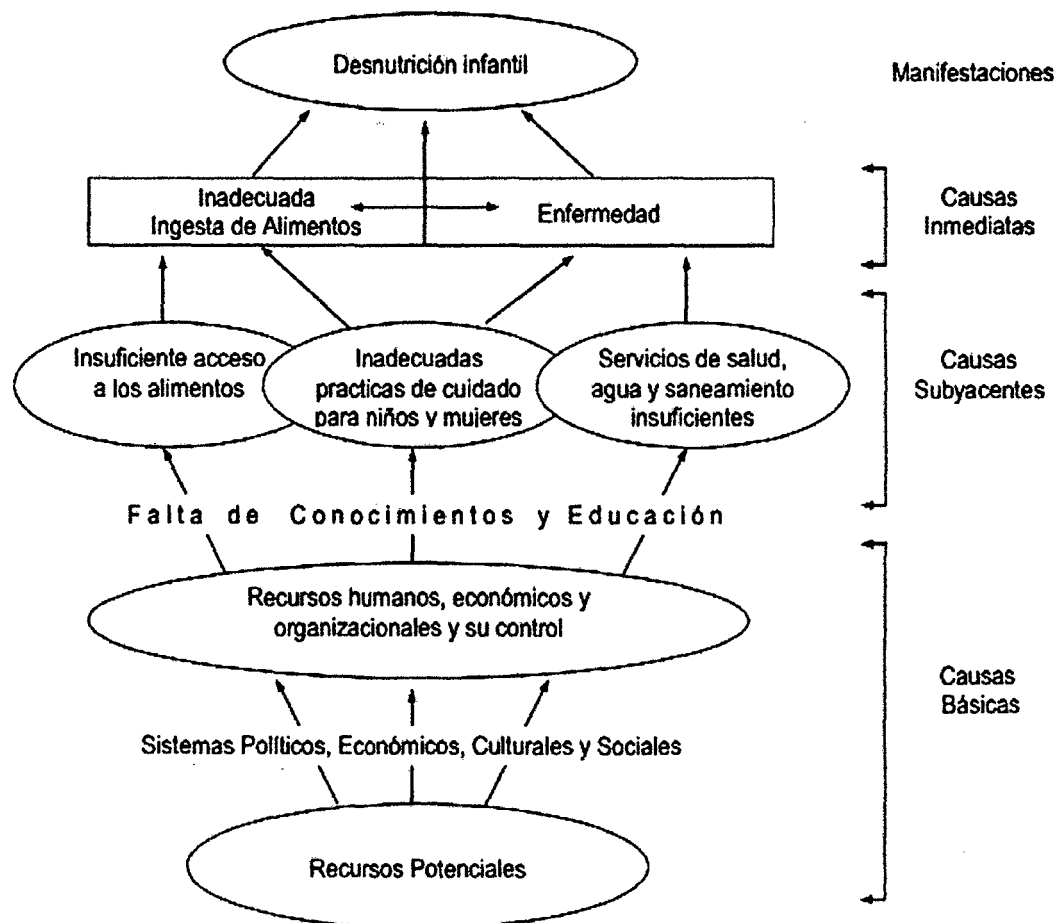 Desnutrición infantil
Manifestaciones
Inadecuada
Ingesta de Alimentos
Enfermedad
Causas
Inmediatas
Insuficiente acceso
a los alimentos
Inadecuadas
practicas de cuidado
para niños y mujeres
Servicios de salud,
agua y saneamiento
insuficientes
Causas
Subyacentes
Falta de Conocimientos y Educación
Recursos humanos, económicos y
organizacionales y su control
Causas
Básicas
Sistemas Políticos, Económicos, Culturales y Sociales
Recursos Potenciales